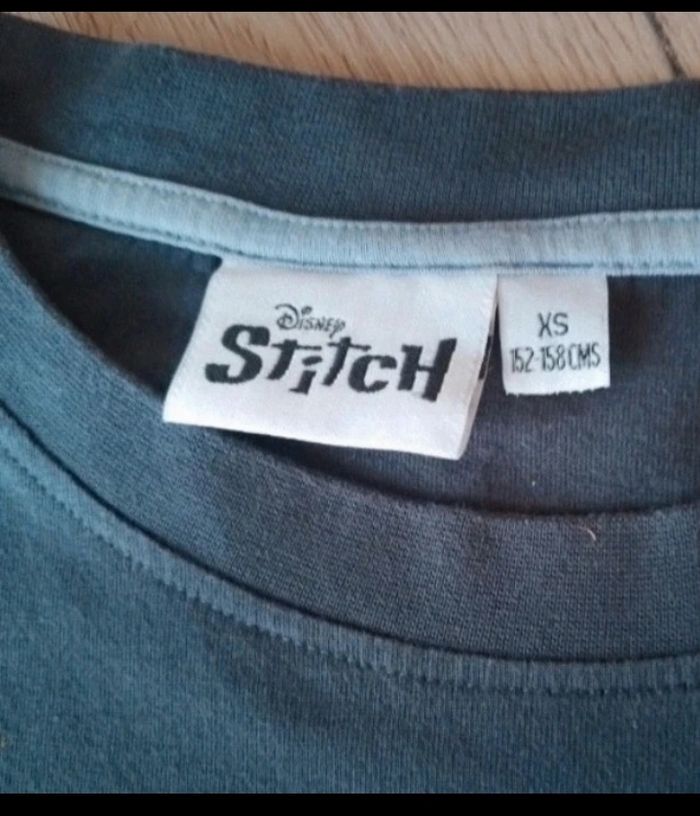 Disney
Stitch
XS
152-158CMS